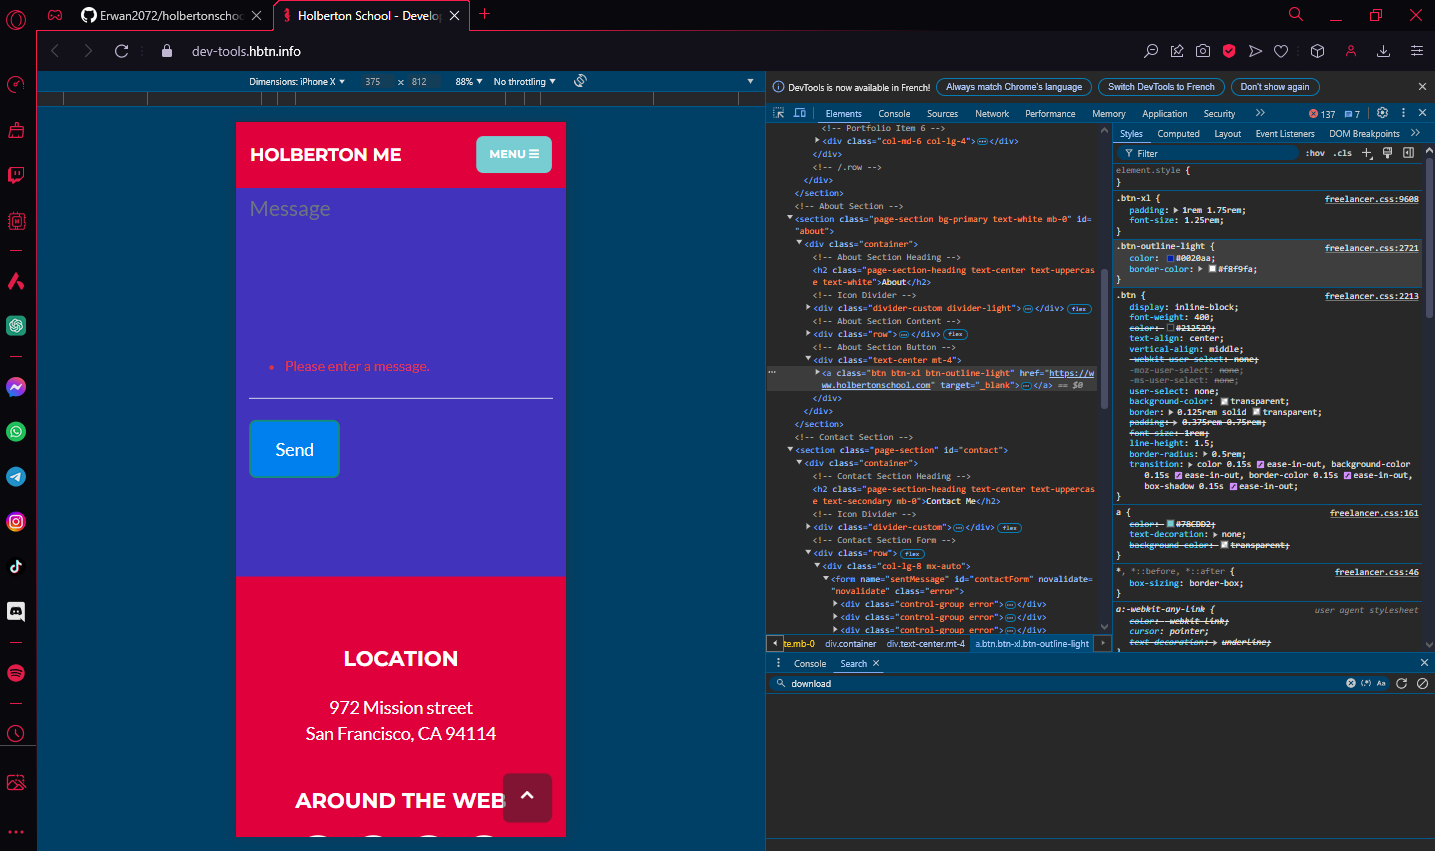 Erwan2072/holbertonschoo
Holberton School - Develop
dev-tools.hbtn.info
Dimensions: iPhone X
375 × 812
88%
No throttling
HOLBERTON ME
MENU
Message
Please enter a message.
Send
LOCATION
972 Mission street
San Francisco, CA 94114
AROUND THE WEB
DevTools is now available in French!
Always match Chrome's language
Switch DevTools to French
Don't show again
Elements Console Sources Network Performance Memory Application Security
137 7
<!-- Portfolio Item 6 -->
<div class="col-md-6 col-lg-4"></div>
</div>
<!-- /.row -->
</div>
</section>
<!-- About Section -->
<section class="page-section bg-primary text-white mb-0" id=
"about">
<div class="container">
<!-- About Section Heading -->
<h2 class="page-section-heading text-center text-uppercas
e text-white">About</h2>
<!-- Icon Divider -->
<div class="divider-custom divider-light"></div> flex
<!-- About Section Content -->
<div class="row"></div> flex
<!-- About Section Button -->
<div class="text-center mt-4">
<a class="btn btn-xl btn-outline-light" href="https://w
ww.holbertonschool.com" target="_blank"></a> == $0
</div>
</div>
</section>
<!-- Contact Section -->
<section class="page-section" id="contact">
<div class="container">
<!-- Contact Section Heading -->
<h2 class="page-section-heading text-center text-uppercas
e text-secondary mb-0">Contact Me</h2>
<!-- Icon Divider -->
<div class="divider-custom"></div> flex
<!-- Contact Section Form -->
<div class="row"> flex
<div class="col-lg-8 mx-auto">
<form name="sentMessage" id="contactForm" novalidate=
"novalidate" class="error">
<div class="control-group error"></div>
<div class="control-group error"></div>
<div class="control-group error"></div>
te.mb-0 div.container div.text-center.mt-4 a.btn.btn-xl.btn-outline-light
Styles Computed Layout Event Listeners DOM Breakpoints
Filter :hov .cls
element.style {
}
.btn-xl { freelancer.css:9608
padding: 1rem 1.75rem;
font-size: 1.25rem;
}
.btn-outline-light { freelancer.css:2721
color: #0020aa;
border-color: #f8f9fa;
}
.btn { freelancer.css:2213
display: inline-block;
font-weight: 400;
color: #212529;
text-align: center;
vertical-align: middle;
-webkit-user-select: none;
-moz-user-select: none;
-ms-user-select: none;
user-select: none;
background-color: transparent;
border: 0.125rem solid transparent;
padding: 0.375rem 0.75rem;
font-size: 1rem;
line-height: 1.5;
border-radius: 0.5rem;
transition: color 0.15s ease-in-out, background-color
0.15s ease-in-out, border-color 0.15s ease-in-out,
box-shadow 0.15s ease-in-out;
}
a { freelancer.css:161
color: #78CDD2;
text-decoration: none;
background-color: transparent;
}
*, *::before, *::after { freelancer.css:46
box-sizing: border-box;
}
a:-webkit-any-link { user agent stylesheet
color: -webkit-link;
cursor: pointer;
text-decoration: underline;
Console Search
download
(.*) Aa